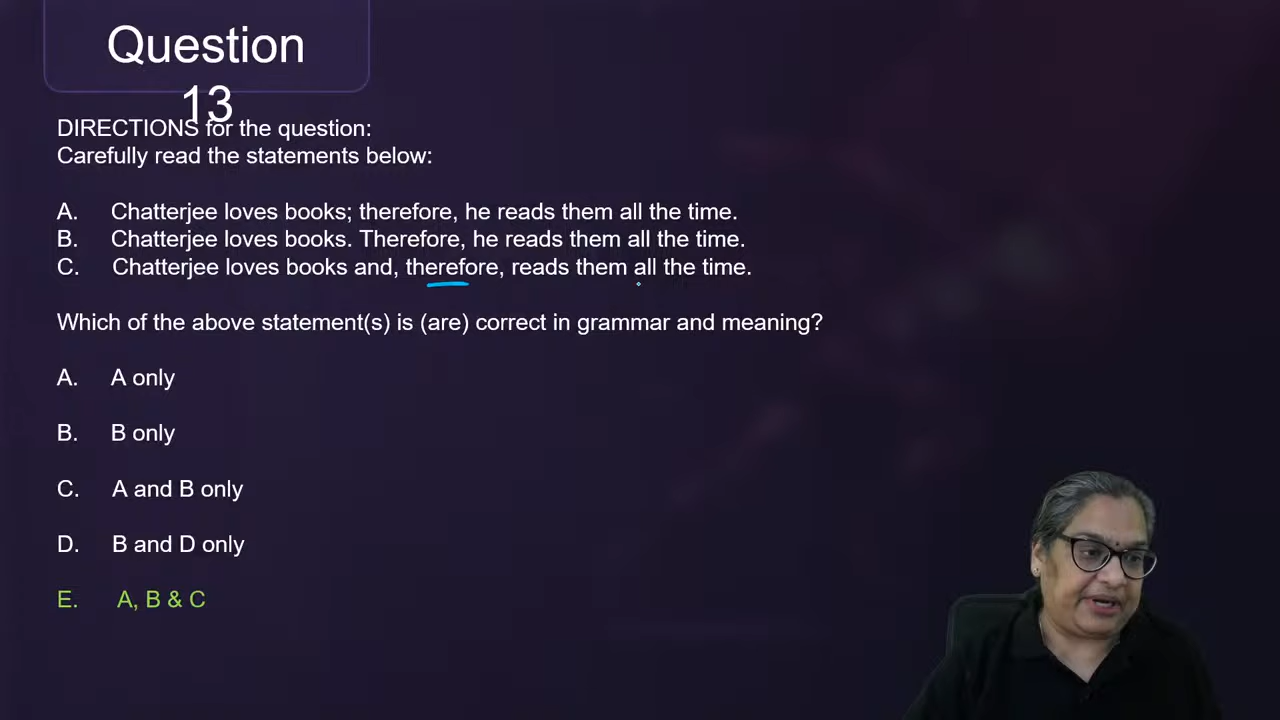 Question
13
DIRECTIONS for the question:
Carefully read the statements below:
A. Chatterjee loves books; therefore, he reads them all the time.
B. Chatterjee loves books. Therefore, he reads them all the time.
C. Chatterjee loves books and, therefore, reads them all the time.
Which of the above statement(s) is (are) correct in grammar and meaning?
A. A only
B. B only
C. A and B only
D. B and D only
E. A, B & C